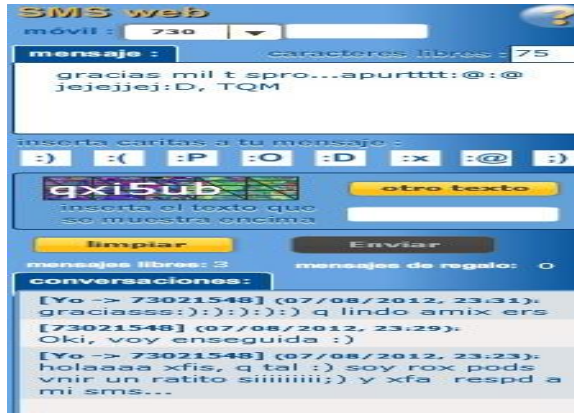 SMS web
?
móvil : 730
mensaje : caracteres libres : 75
gracias mil t spro...apurtttt:@:@
jejejjej:D, TQM
inserta caritas a tu mensaje :
:) :( :P :O :D :x :@ ;)
qxi5ub otro texto
inserta el texto que
se muestra encima
limpiar Enviar
mensajes libres: 3 mensajes de regalo: 0
conversaciones:
[Yo -> 73021548] (07/08/2012, 23:31):
graciasss:):):):):) q lindo amix ers
[73021548] (07/08/2012, 23:29):
Oki, voy enseguida :)
[Yo -> 73021548] (07/08/2012, 23:23):
holaaaa xfis, q tal :) soy rox pods
vnir un ratito siiiiiiii;) y xfa respd a
mi sms...